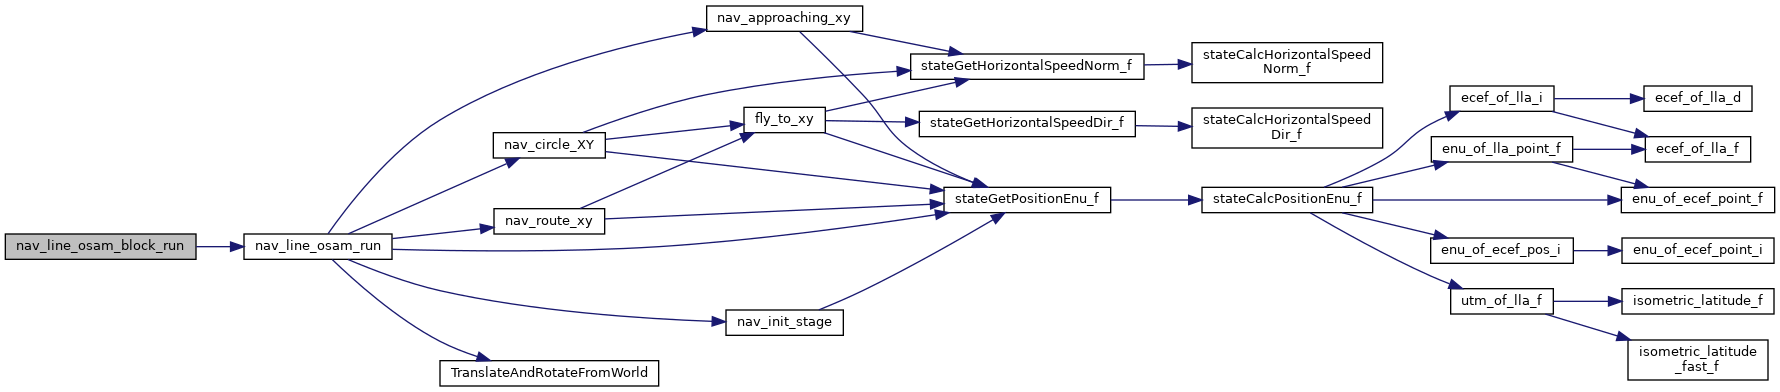 nav_line_osam_block_run
nav_line_osam_run
nav_approaching_xy
nav_circle_XY
nav_route_xy
nav_init_stage
TranslateAndRotateFromWorld
fly_to_xy
stateGetHorizontalSpeedNorm_f
stateGetHorizontalSpeedDir_f
stateGetPositionEnu_f
stateCalcHorizontalSpeed
Norm_f
stateCalcHorizontalSpeed
Dir_f
stateCalcPositionEnu_f
ecef_of_lla_i
enu_of_lla_point_f
enu_of_ecef_pos_i
utm_of_lla_f
ecef_of_lla_d
ecef_of_lla_f
enu_of_ecef_point_f
enu_of_ecef_point_i
isometric_latitude_f
isometric_latitude
_fast_f